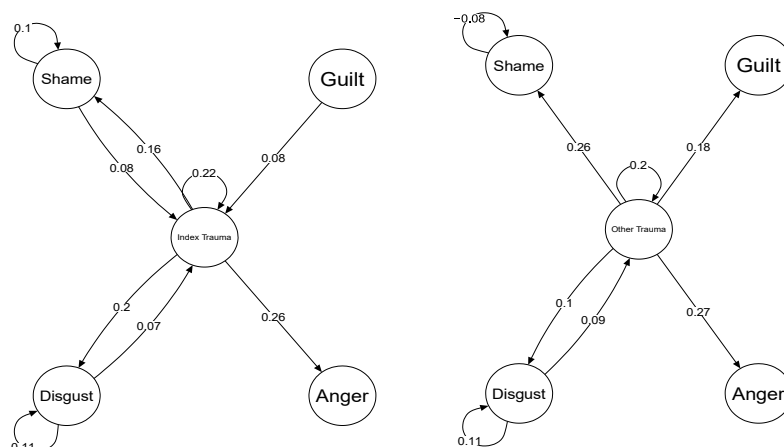 0.1
Shame
Guilt
0.16
0.08
0.08
0.22
Index Trauma
0.2
0.07
0.26
Disgust
Anger
0.11
−0.08
Shame
Guilt
0.26
0.18
0.2
Other Trauma
0.1
0.09
0.27
Disgust
Anger
0.11